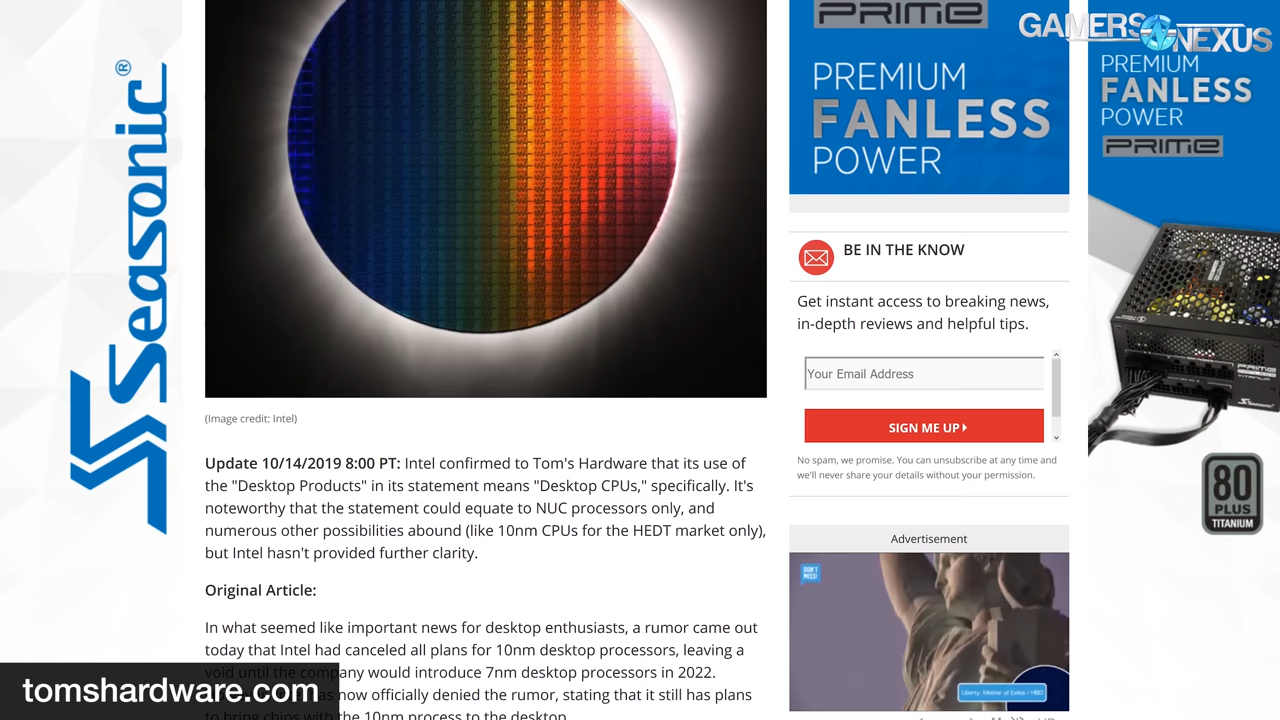 GAMERS NEXUS
Seasonic®
PRIME
PREMIUM
FANLESS
POWER
PREMIUM
FANLESS
POWER
PRIME
BE IN THE KNOW
Get instant access to breaking news,
in-depth reviews and helpful tips.
Your Email Address
SIGN ME UP
No spam, we promise. You can unsubscribe at any time and
we'll never share your details without your permission.
80
PLUS
TITANIUM
Advertisement
DON'T
MISS!
Liberty: Mother of Exiles / HBO
(Image credit: Intel)
Update 10/14/2019 8:00 PT: Intel confirmed to Tom's Hardware that its use of
the "Desktop Products" in its statement means "Desktop CPUs," specifically. It's
noteworthy that the statement could equate to NUC processors only, and
numerous other possibilities abound (like 10nm CPUs for the HEDT market only),
but Intel hasn't provided further clarity.
Original Article:
In what seemed like important news for desktop enthusiasts, a rumor came out
today that Intel had canceled all plans for 10nm desktop processors, leaving a
void until the company would introduce 7nm desktop processors in 2022.
now officially denied the rumor, stating that it still has plans
to bring chips with the 10nm process to the desktop.
tomshardware.com